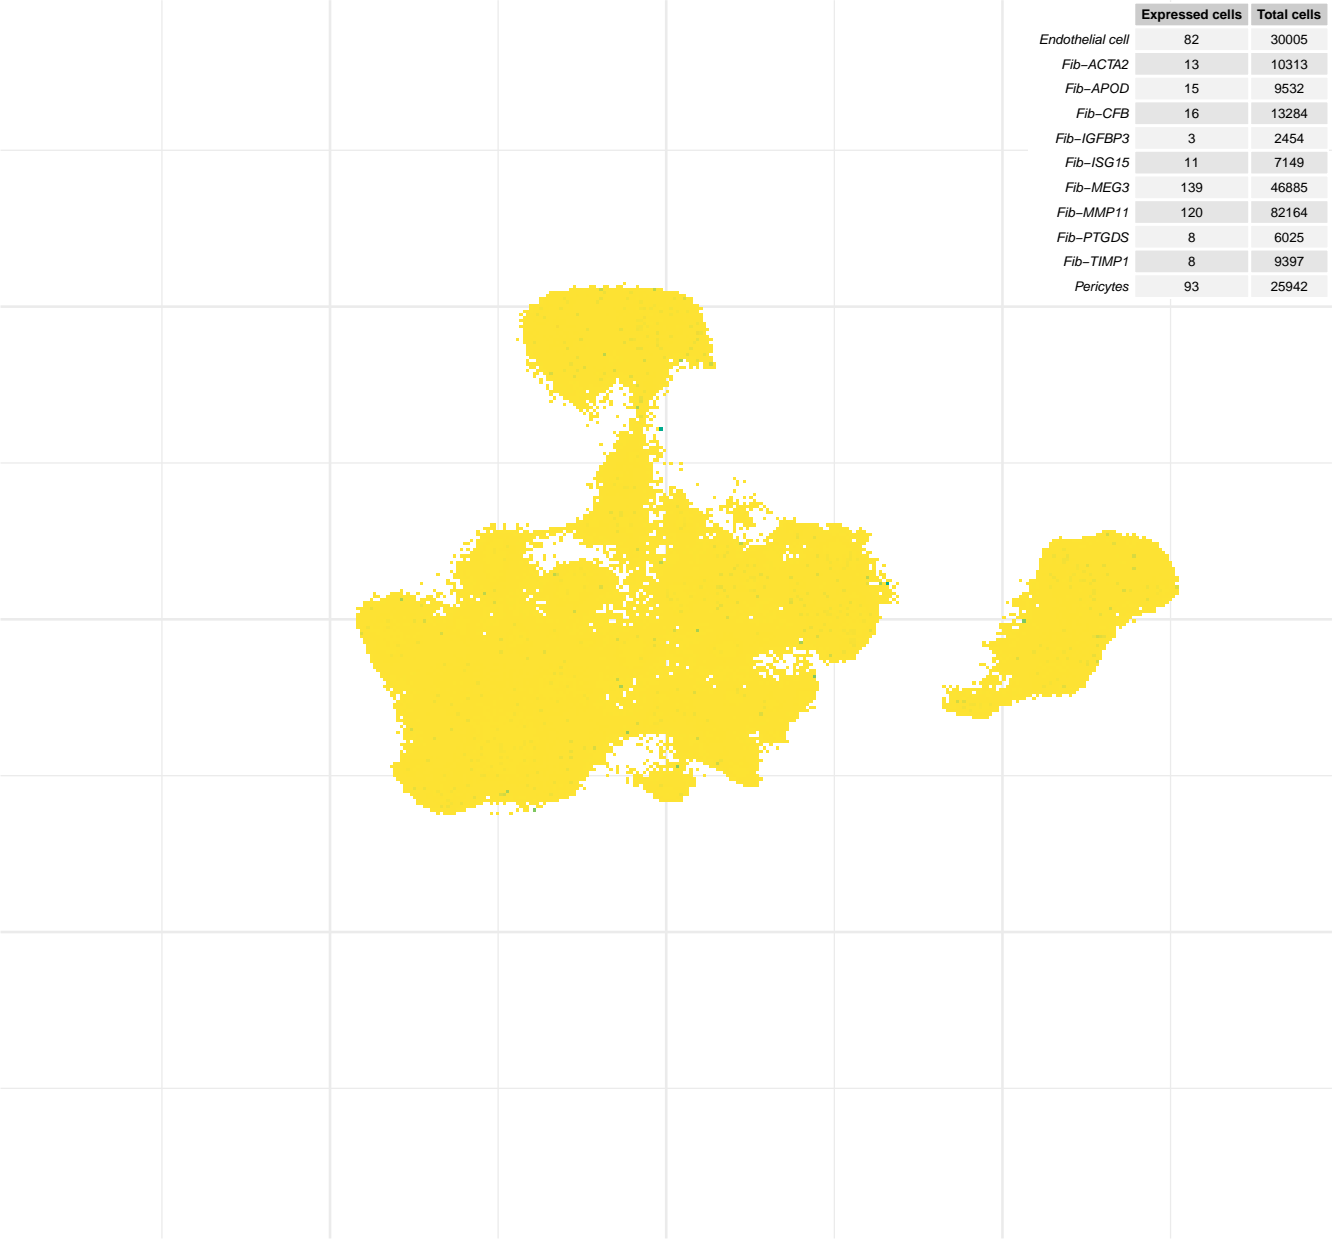 Expressed cells Total cells
Endothelial cell 82 30005
Fib−ACTA2 13 10313
Fib−APOD 15 9532
Fib−CFB 16 13284
Fib−IGFBP3 3 2454
Fib−ISG15 11 7149
Fib−MEG3 139 46885
Fib−MMP11 120 82164
Fib−PTGDS 8 6025
Fib−TIMP1 8 9397
Pericytes 93 25942